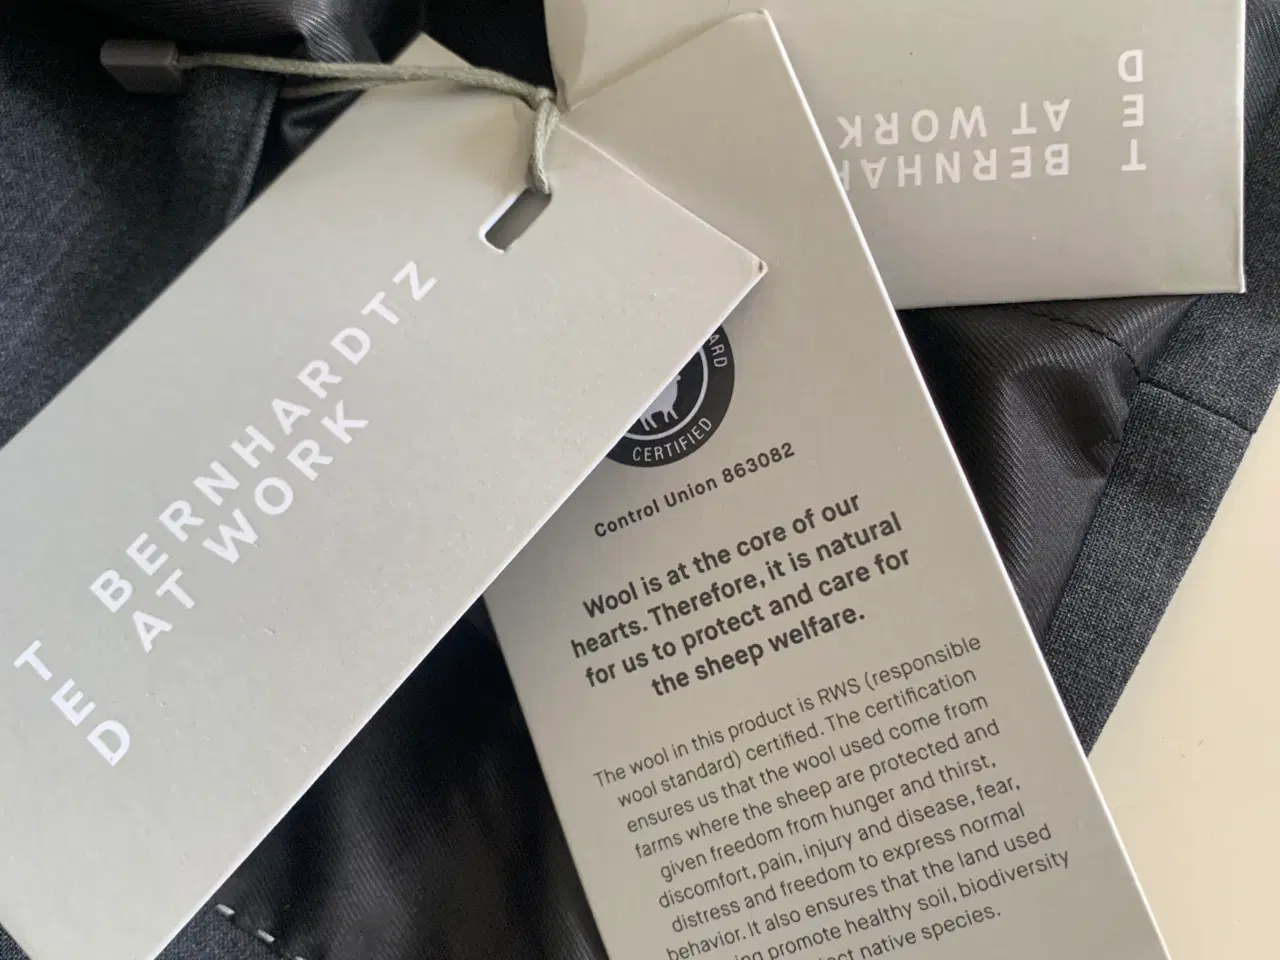 TED
BERNHARDTZ
AT WORK
TED
AT WORK
CERTIFIED
Control Union 863082
Wool is at the core of our
hearts. Therefore, it is natural
for us to protect and care for
the sheep welfare.
The wool in this product is RWS (responsible
wool standard) certified. The certification
ensures us that the wool used come from
farms where the sheep are protected and
given freedom from hunger and thirst,
discomfort, pain, injury and disease, fear,
distress and freedom to express normal
behavior. It also ensures that the land used
promote healthy soil, biodiversity
native species.